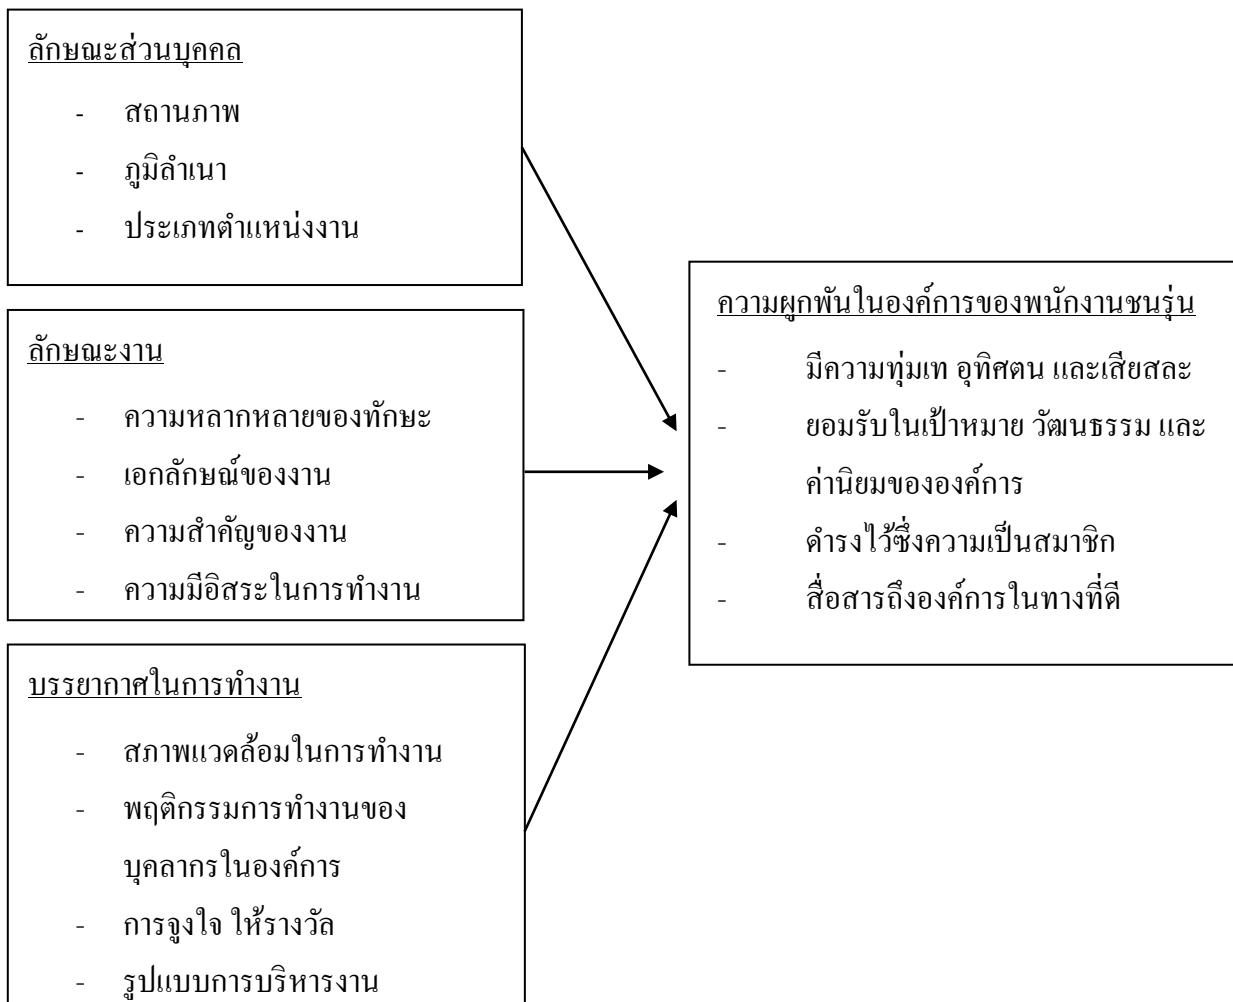 ลักษณะส่วนบุคคล
- สถานภาพ
- ภูมิลำเนา
- ประเภทตำแหน่งงาน
ลักษณะงาน
- ความหลากหลายของทักษะ
- เอกลักษณ์ของงาน
- ความสำคัญของงาน
- ความมีอิสระในการทำงาน
บรรยากาศในการทำงาน
- สภาพแวดล้อมในการทำงาน
- พฤติกรรมการทำงานของ
บุคลากรในองค์การ
- การจูงใจ ให้รางวัล
- รูปแบบการบริหารงาน
ความผูกพันในองค์การของพนักงานชนรุ่น
- มีความทุ่มเท อุทิศตน และเสียสละ
- ยอมรับในเป้าหมาย วัฒนธรรม และ
ค่านิยมขององค์การ
- ดำรงไว้ซึ่งความเป็นสมาชิก
- สื่อสารถึงองค์การในทางที่ดี